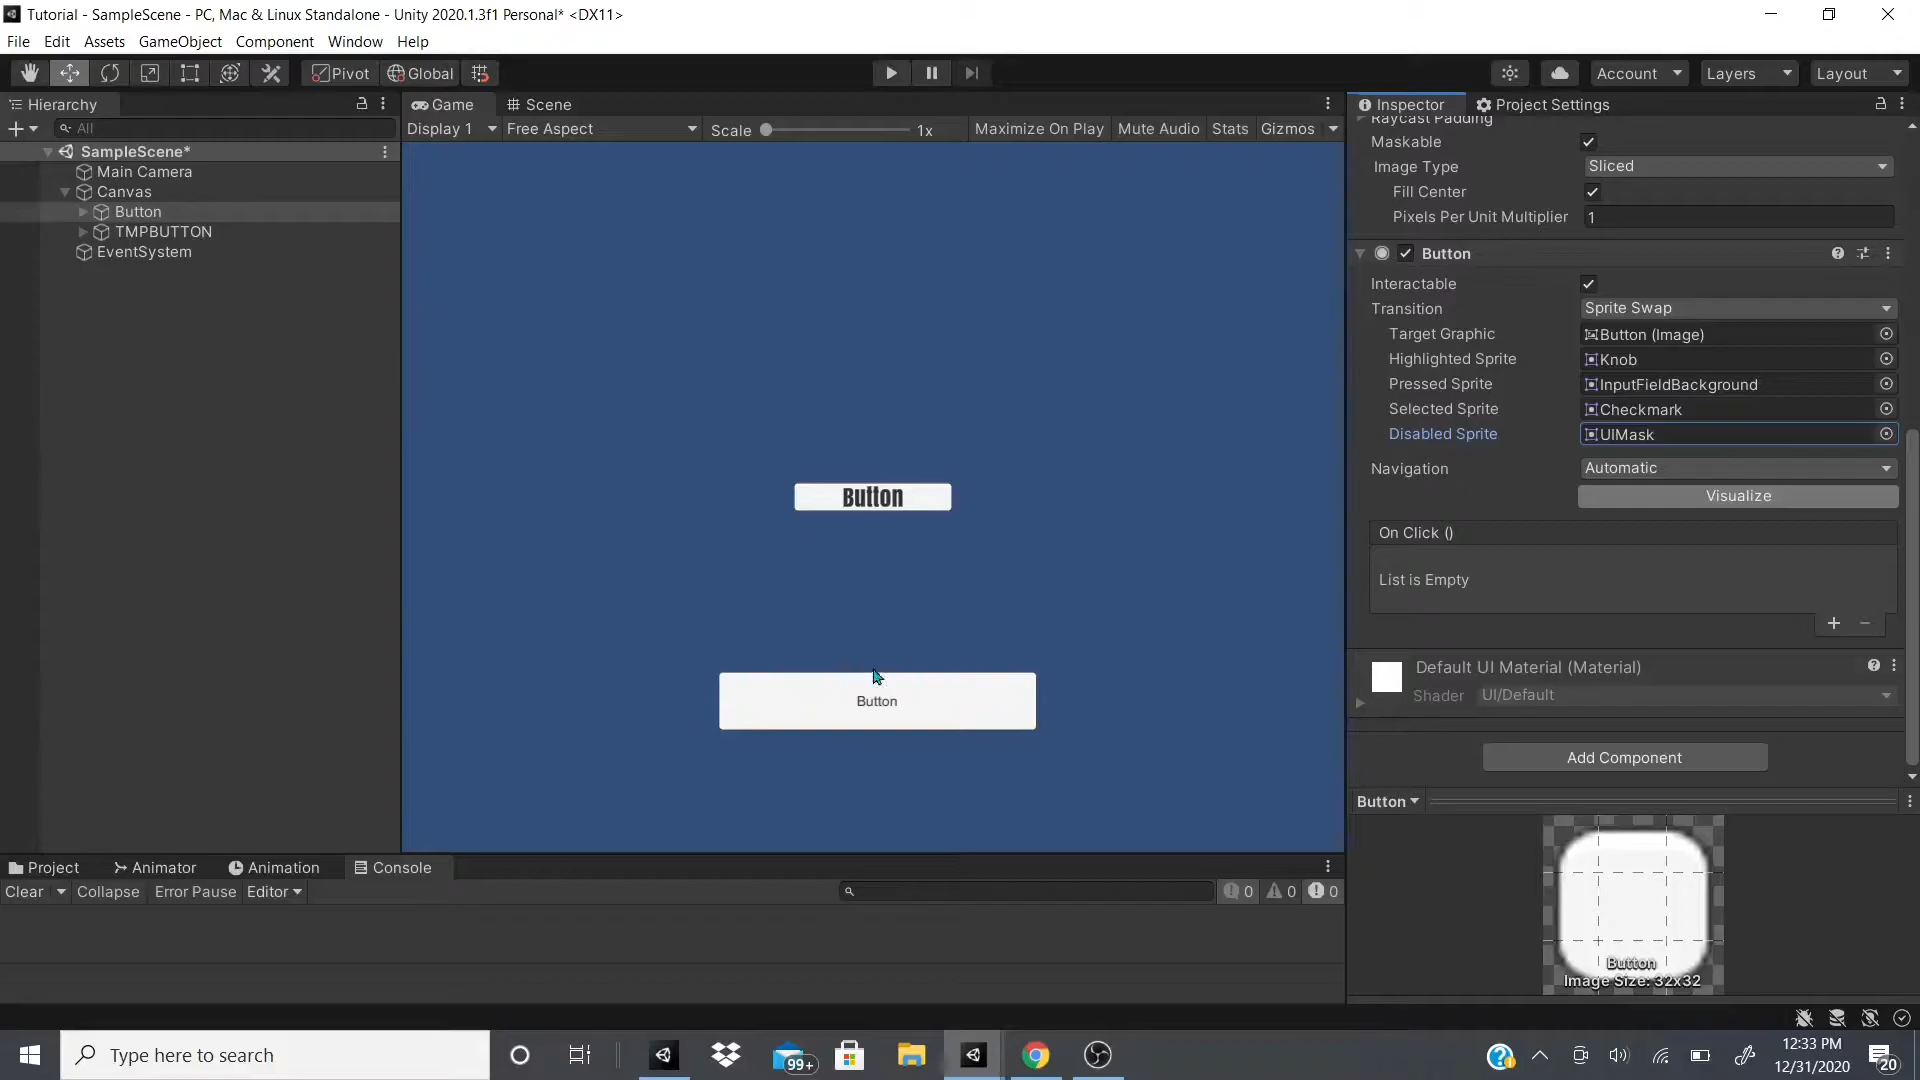 Tutorial - SampleScene - PC, Mac & Linux Standalone - Unity 2020.1.3f1 Personal* <DX11>
File Edit Assets GameObject Component Window Help
Pivot Global Account Layers Layout
Hierarchy
All
SampleScene*
Main Camera
Canvas
Button
TMPBUTTON
EventSystem
Game Scene
Display 1 Free Aspect Scale 1x Maximize On Play Mute Audio Stats Gizmos
Button
Button
Inspector Project Settings
Raycast Padding
Maskable
Image Type Sliced
Fill Center
Pixels Per Unit Multiplier 1
Button
Interactable
Transition Sprite Swap
Target Graphic Button (Image)
Highlighted Sprite Knob
Pressed Sprite InputFieldBackground
Selected Sprite Checkmark
Disabled Sprite UIMask
Navigation Automatic
Visualize
On Click ()
List is Empty
Default UI Material (Material)
Shader UI/Default
Add Component
Button
Button
Image Size: 32x32
Project Animator Animation Console
Clear Collapse Error Pause Editor 0 0 0
Type here to search 99+ 12:33 PM
12/31/2020 20